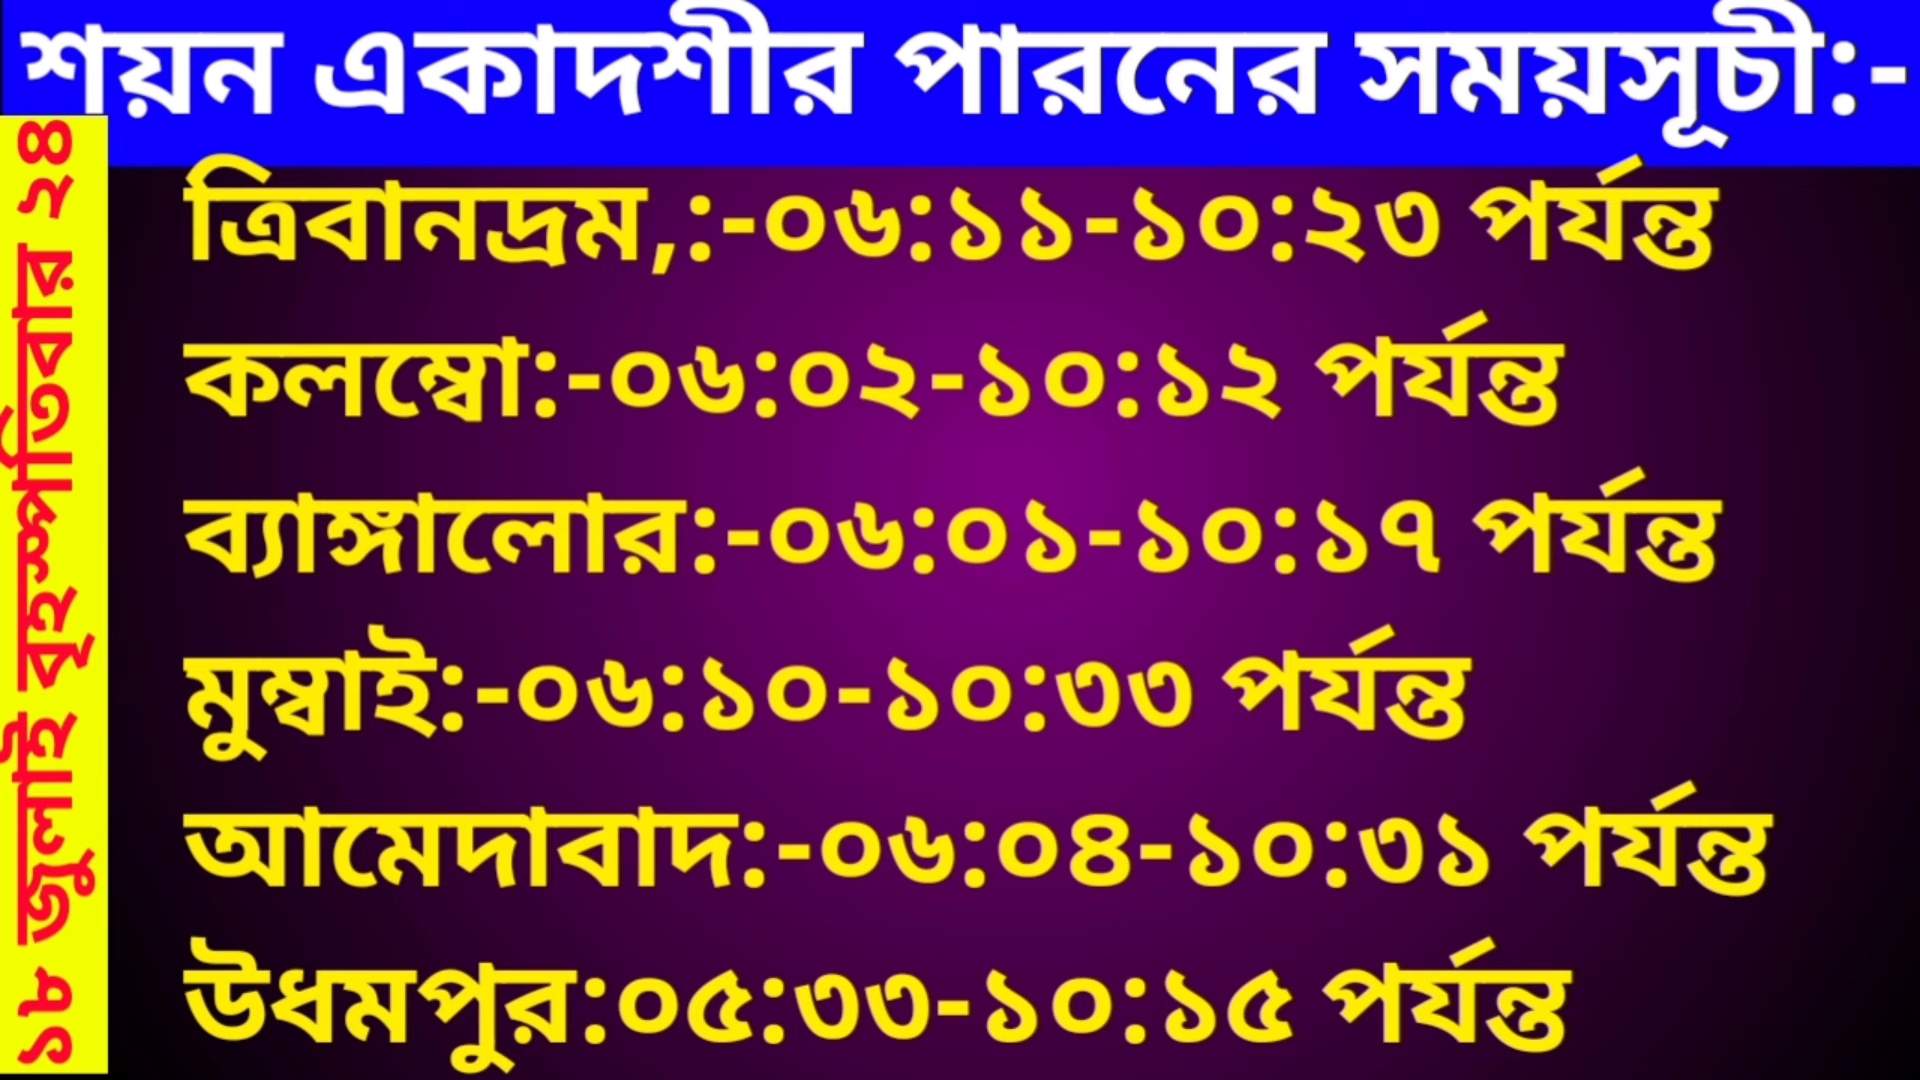 শয়ন একাদশীর পারনের সময়সূচী:-
১৮ জুলাই বৃহস্পতিবার ২৪
ত্রিবানদ্রম,:-০৬:১১-১০:২৩ পর্যন্ত
কলম্বো:-০৬:০২-১০:১২ পর্যন্ত
ব্যাঙ্গালোর:-০৬:০১-১০:১৭ পর্যন্ত
মুম্বাই:-০৬:১০-১০:৩৩ পর্যন্ত
আমেদাবাদ:-০৬:০৪-১০:৩১ পর্যন্ত
উধমপুর:০৫:৩৩-১০:১৫ পর্যন্ত